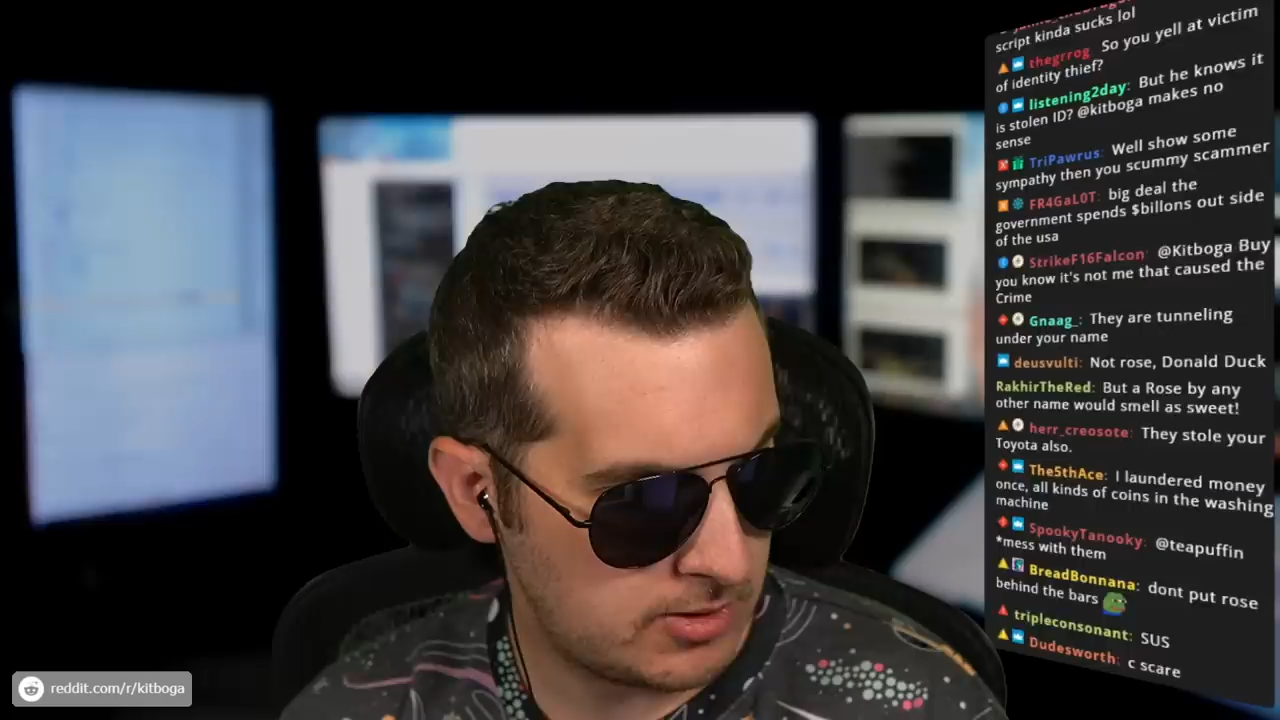 script kinda sucks lol
thegrrog So you yell at victim
of identity thief?
listening2day: But he knows it
is stolen ID? @kitboga makes no
sense
TriPawrus: Well show some
sympathy then you scummy scammer
FR4GaL0T: big deal the
government spends $billons out side
of the usa
StrikeF16Falcon: @Kitboga Buy
you know it's not me that caused the
Crime
Gnaag_: They are tunneling
under your name
deusvulti: Not rose, Donald Duck
RakhirTheRed: But a Rose by any
other name would smell as sweet!
herr_creosote: They stole your
Toyota also.
The5thAce: I laundered money
once, all kinds of coins in the washing
machine
SpookyTanooky: @teapuffin
*mess with them
BreadBonnana: dont put rose
behind the bars
tripleconsonant: SUS
Dudesworth: c scare
reddit.com/r/kitboga